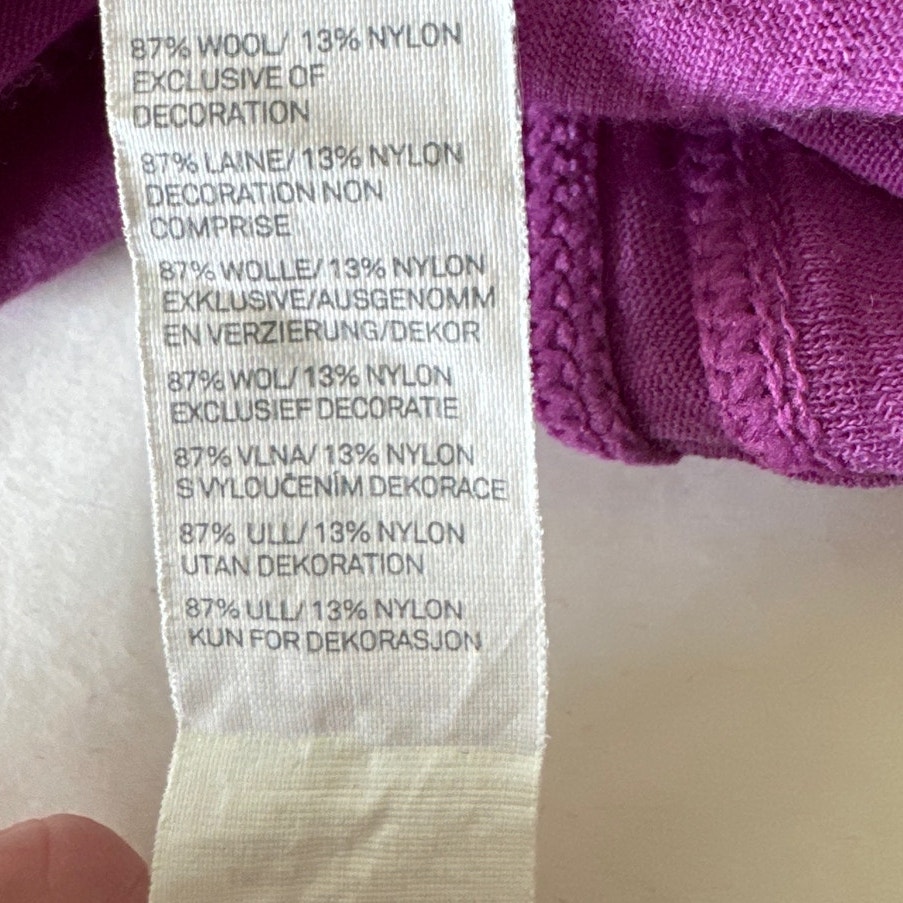 87% WOOL/ 13% NYLON
EXCLUSIVE OF
DECORATION
87% LAINE/ 13% NYLON
DECORATION NON
COMPRISE
87% WOLLE/ 13% NYLON
EXKLUSIVE/AUSGENOMM
EN VERZIERUNG/DEKOR
87% WOL/ 13% NYLON
EXCLUSIEF DECORATIE
87% VLNA/ 13% NYLON
S VYLOUČENÍM DEKORACE
87% ULL/ 13% NYLON
UTAN DEKORATION
87% ULL/ 13% NYLON
KUN FOR DEKORASJON